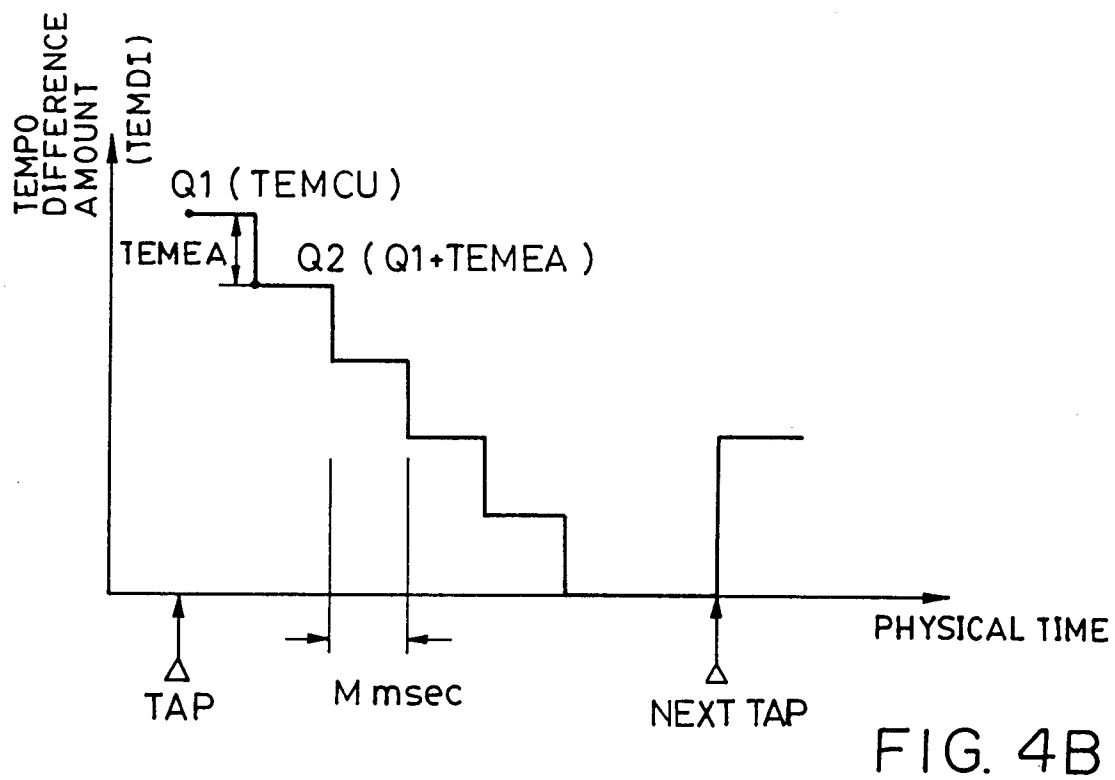 TEMPO
DIFFERENCE
AMOUNT
(TEMDI)
Q1 (TEMCU)
TEMEA
Q2 (Q1+TEMEA)
PHYSICAL TIME
TAP
M msec
NEXT TAP
FIG. 4B